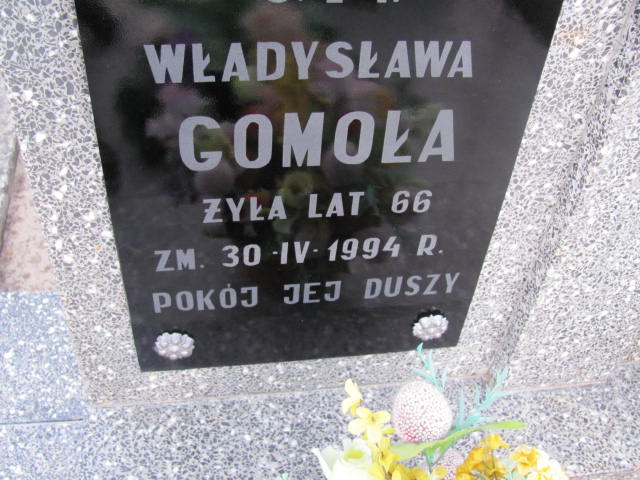 WŁADYSŁAWA
GOMOŁA
ŻYŁA LAT 66
ZM. 30-IV-1994 R.
POKÓJ JEJ DUSZY